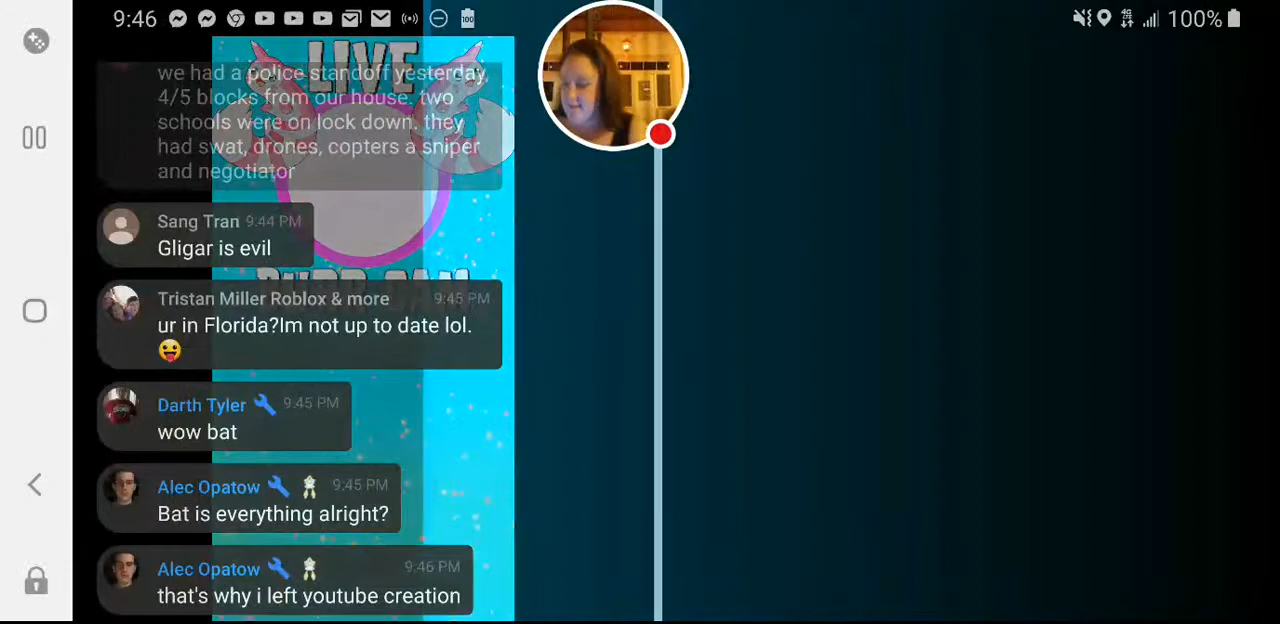 9:46
100
4G
100%
LIVE
we had a police standoff yesterday,
4/5 blocks from our house. two
schools were on lock down. they
had swat, drones, copters a sniper
and negotiator
Sang Tran 9:44 PM
Gligar is evil
Tristan Miller Roblox & more 9:45 PM
ur in Florida?Im not up to date lol.
😛
Darth Tyler 9:45 PM
wow bat
Alec Opatow 9:45 PM
Bat is everything alright?
Alec Opatow 9:46 PM
that's why i left youtube creation